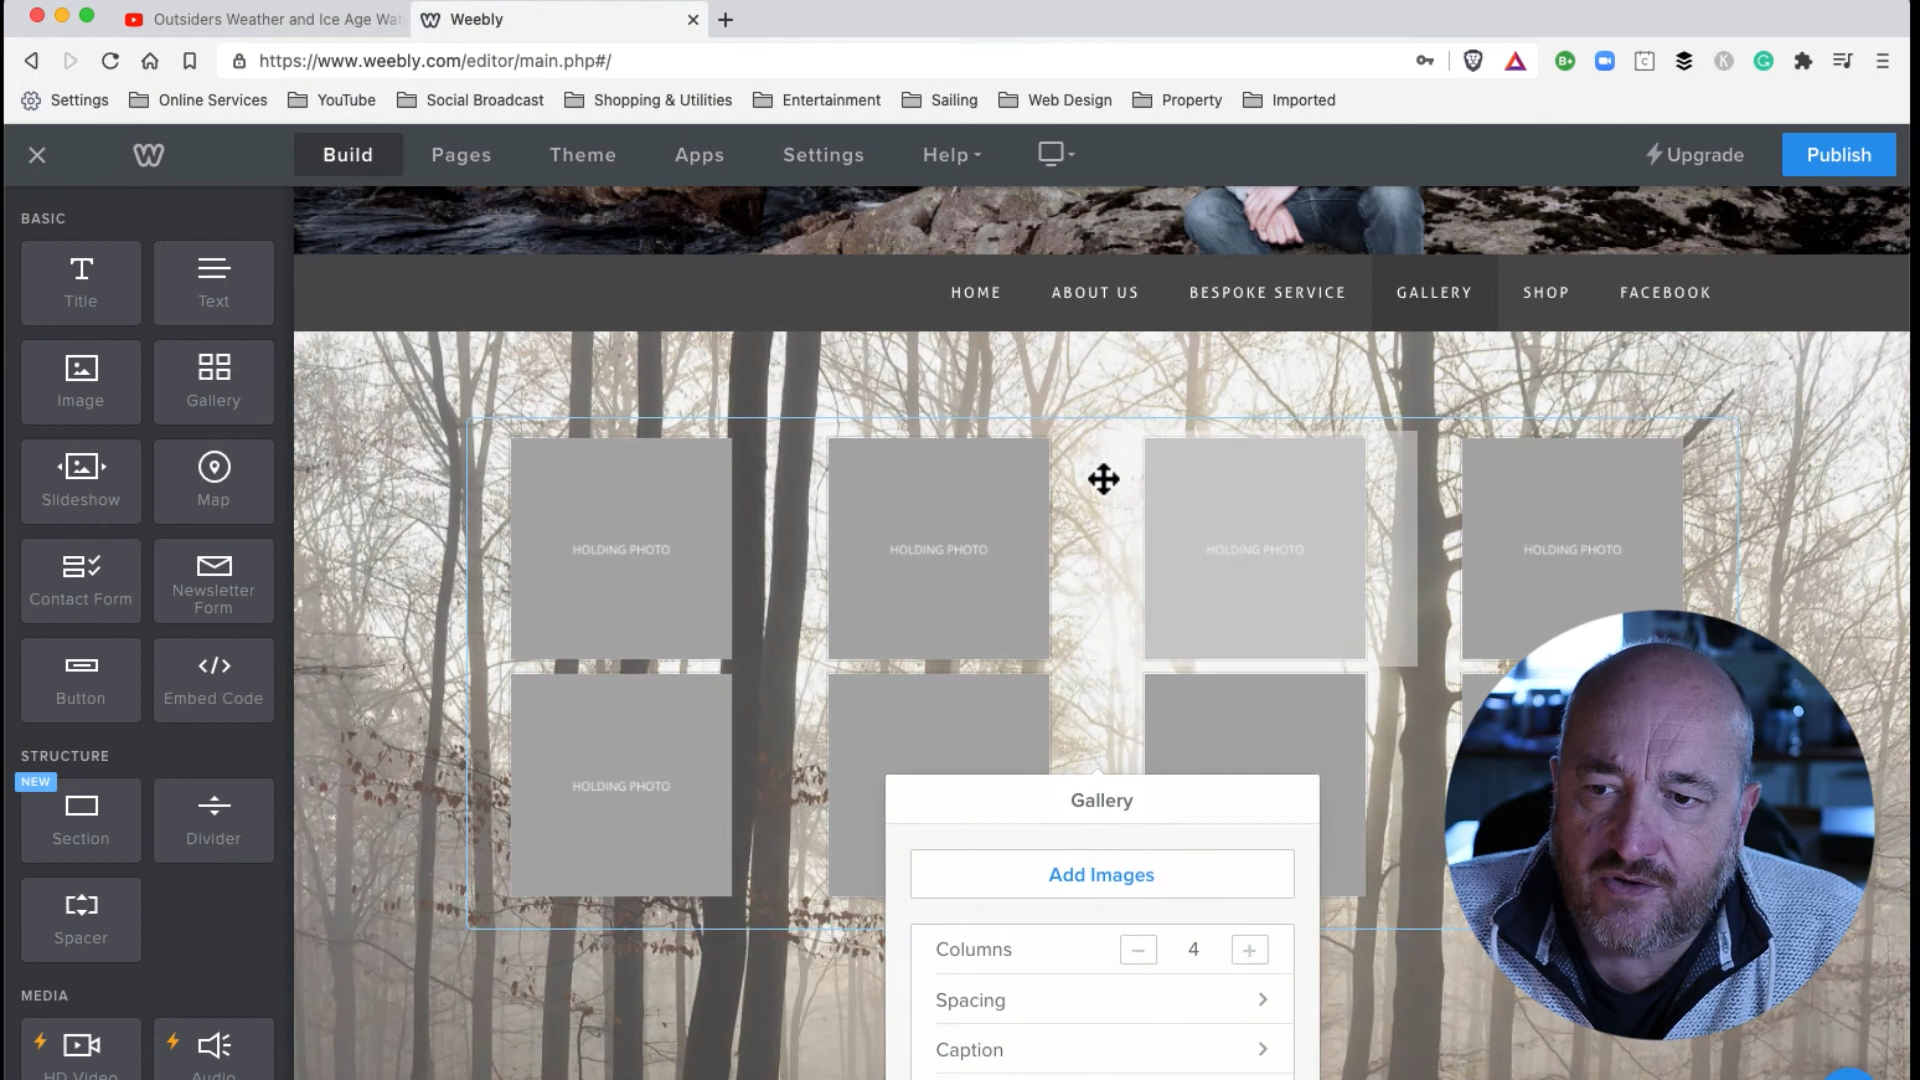 Outsiders Weather and Ice Age Wat
Weebly
https://www.weebly.com/editor/main.php#/
Settings
Online Services
YouTube
Social Broadcast
Shopping & Utilities
Entertainment
Sailing
Web Design
Property
Imported
Build
Pages
Theme
Apps
Settings
Help
Upgrade
Publish
BASIC
Title
Text
Image
Gallery
Slideshow
Map
Contact Form
Newsletter
Form
Button
Embed Code
STRUCTURE
NEW
Section
Divider
Spacer
MEDIA
HD Video
Audio
HOME
ABOUT US
BESPOKE SERVICE
GALLERY
SHOP
FACEBOOK
HOLDING PHOTO
HOLDING PHOTO
HOLDING PHOTO
HOLDING PHOTO
HOLDING PHOTO
Gallery
Add Images
Columns
4
Spacing
Caption